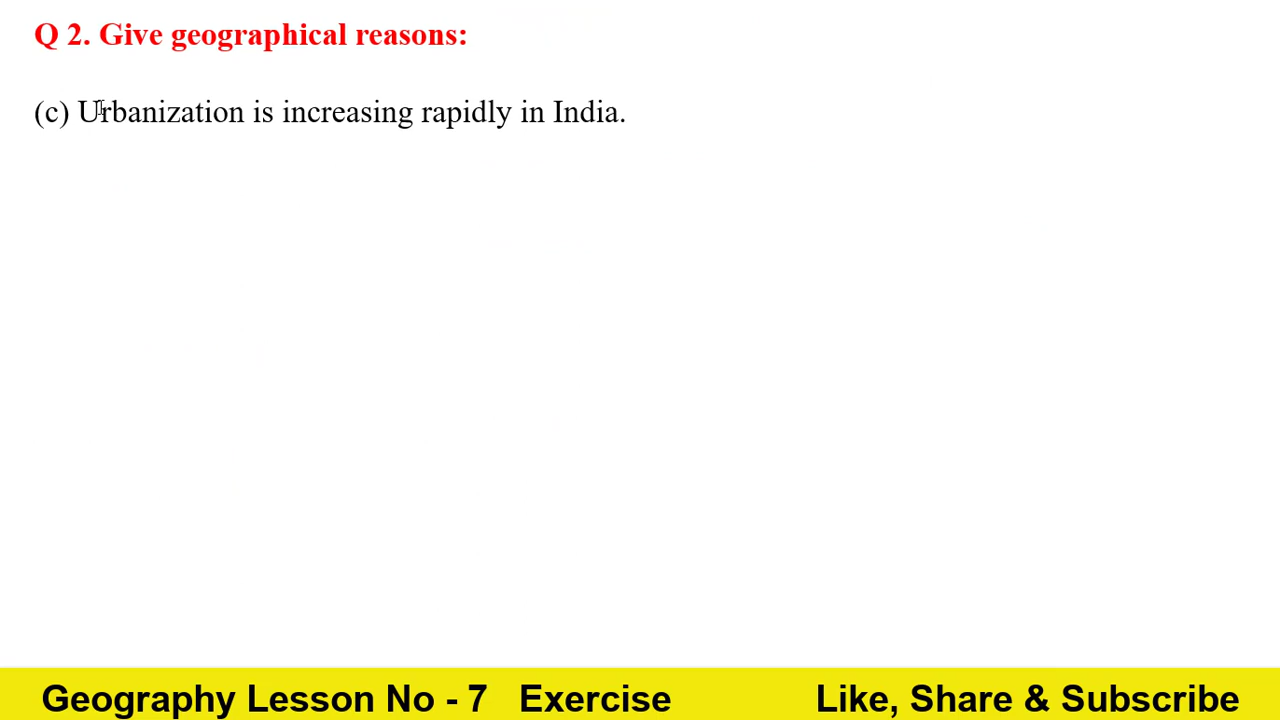 Q 2. Give geographical reasons:
(c) Urbanization is increasing rapidly in India.
Geography Lesson No - 7 Exercise Like, Share & Subscribe